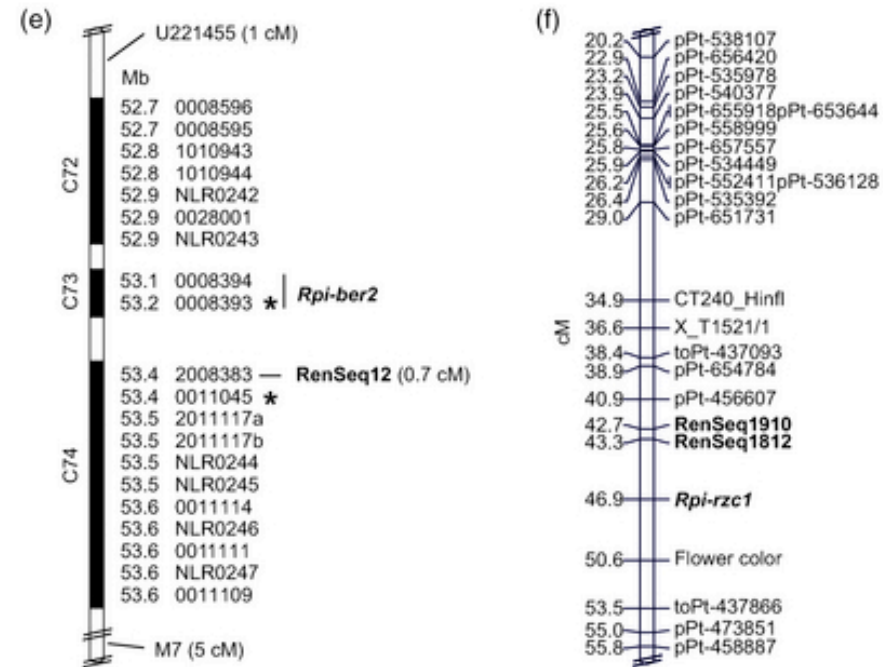 (e)
U221455 (1 cM)
Mb
C72
52.7 0008596
52.7 0008595
52.8 1010943
52.8 1010944
52.9 NLR0242
52.9 0028001
52.9 NLR0243
C73
53.1 0008394
53.2 0008393 *
Rpi-ber2
C74
53.4 2008383 — RenSeq12 (0.7 cM)
53.4 0011045 *
53.5 2011117a
53.5 2011117b
53.5 NLR0244
53.5 NLR0245
53.6 0011114
53.6 NLR0246
53.6 0011111
53.6 NLR0247
53.6 0011109
M7 (5 cM)
(f)
cM
20.2 pPt-538107
22.9 pPt-656420
23.2 pPt-535978
23.9 pPt-540377
25.5 pPt-655918pPt-653644
25.6 pPt-558999
25.8 pPt-657557
25.9 pPt-534449
26.2 pPt-552411pPt-536128
26.4 pPt-535392
29.0 pPt-651731
34.9 CT240_HinfI
36.6 X_T1521/1
38.4 toPt-437093
38.9 pPt-654784
40.9 pPt-456607
42.7 RenSeq1910
43.3 RenSeq1812
46.9 Rpi-rzc1
50.6 Flower color
53.5 toPt-437866
55.0 pPt-473851
55.8 pPt-458887